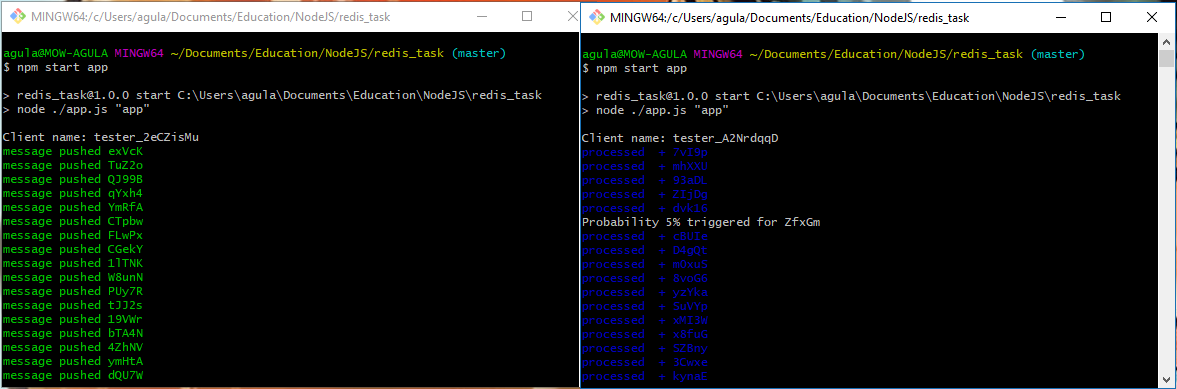 MINGW64:/c/Users/agula/Documents/Education/NodeJS/redis_task
agula@MOW-AGULA MINGW64 ~/Documents/Education/NodeJS/redis_task (master)
$ npm start app
> redis_task@1.0.0 start C:\Users\agula\Documents\Education\NodeJS\redis_task
> node ./app.js "app"
Client name: tester_2eCZisMu
message pushed exVcK
message pushed TuZ2o
message pushed QJ99B
message pushed qYxh4
message pushed YmRfA
message pushed CTpbw
message pushed FLwPx
message pushed CGekY
message pushed 1lTNK
message pushed W8unN
message pushed PUy7R
message pushed tJJ2s
message pushed 19VWr
message pushed bTA4N
message pushed 4ZhNV
message pushed ymHtA
message pushed dQU7W
MINGW64:/c/Users/agula/Documents/Education/NodeJS/redis_task
agula@MOW-AGULA MINGW64 ~/Documents/Education/NodeJS/redis_task (master)
$ npm start app
> redis_task@1.0.0 start C:\Users\agula\Documents\Education\NodeJS\redis_task
> node ./app.js "app"
Client name: tester_A2NrdqqD
processed + 7vI9p
processed + mhXXU
processed + 93aDL
processed + ZIjOg
processed + dvk16
Probability 5% triggered for ZfxGm
processed + cBUIe
processed + D4gQt
processed + mOxuS
processed + 8voG6
processed + yzYka
processed + SuVYp
processed + xMI3W
processed + x8fuG
processed +
processed + 3Cwxe
processed + kynaE